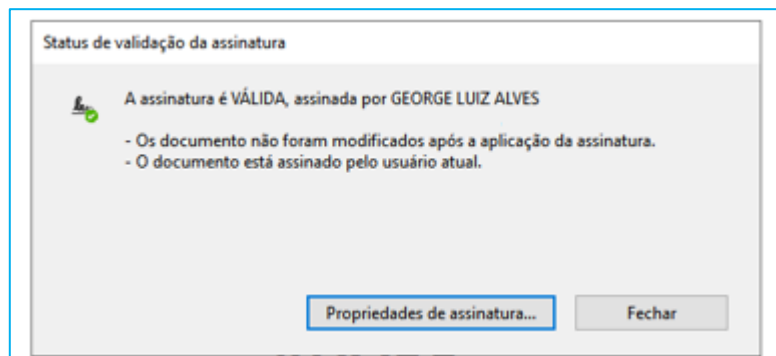 Status de validação da assinatura
A assinatura é VÁLIDA, assinada por GEORGE LUIZ ALVES
- Os documento não foram modificados após a aplicação da assinatura.
- O documento está assinado pelo usuário atual.
Propriedades de assinatura...
Fechar